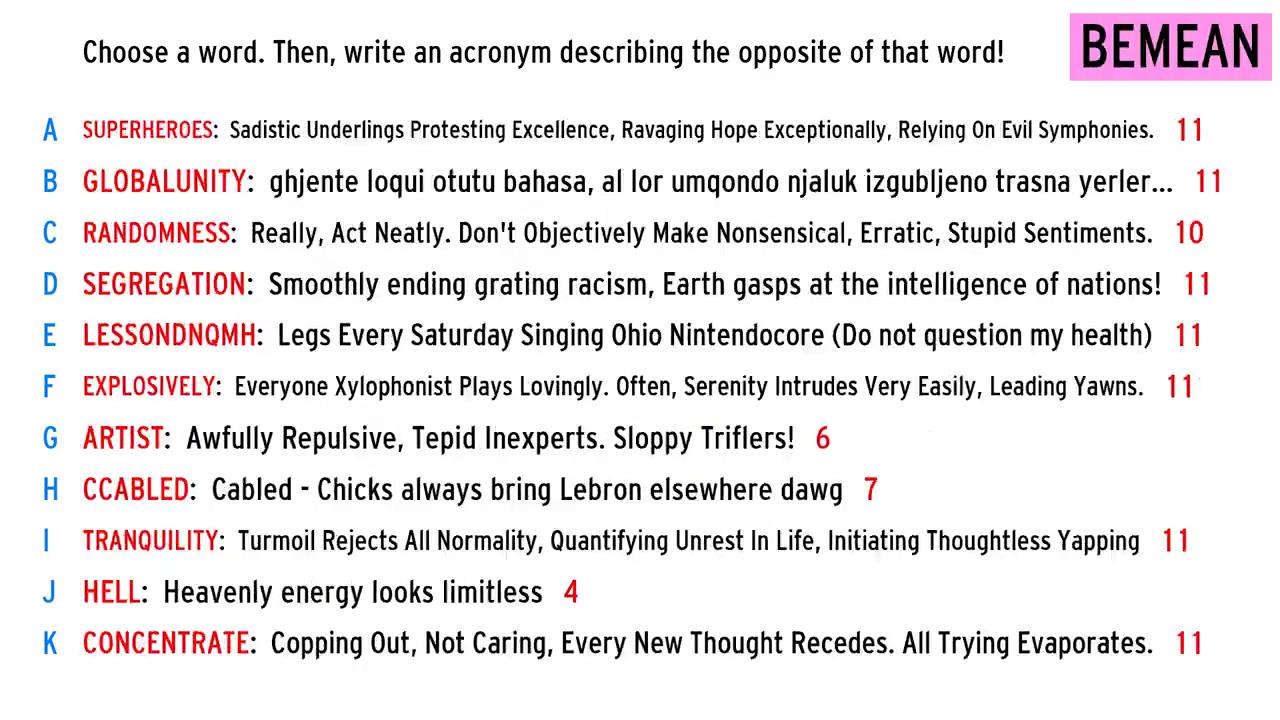 Choose a word. Then, write an acronym describing the opposite of that word!
BEMEAN
A SUPERHEROES: Sadistic Underlings Protesting Excellence, Ravaging Hope Exceptionally, Relying On Evil Symphonies. 11
B GLOBALUNITY: ghjente loqui otutu bahasa, al lor umqondo njaluk izgubljeno trasna yerler... 11
C RANDOMNESS: Really, Act Neatly. Don't Objectively Make Nonsensical, Erratic, Stupid Sentiments. 10
D SEGREGATION: Smoothly ending grating racism, Earth gasps at the intelligence of nations! 11
E LESSONDNQMH: Legs Every Saturday Singing Ohio Nintendocore (Do not question my health) 11
F EXPLOSIVELY: Everyone Xylophonist Plays Lovingly. Often, Serenity Intrudes Very Easily, Leading Yawns. 11
G ARTIST: Awfully Repulsive, Tepid Inexperts. Sloppy Triflers! 6
H CCABLED: Cabled - Chicks always bring Lebron elsewhere dawg 7
I TRANQUILITY: Turmoil Rejects All Normality, Quantifying Unrest In Life, Initiating Thoughtless Yapping 11
J HELL: Heavenly energy looks limitless 4
K CONCENTRATE: Copping Out, Not Caring, Every New Thought Recedes. All Trying Evaporates. 11